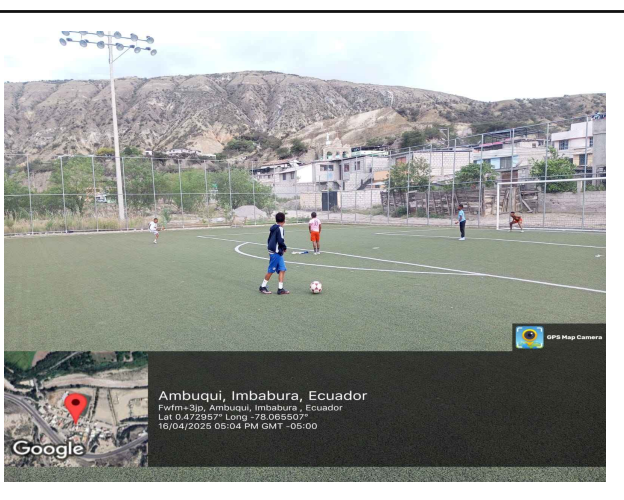 GPS Map Camera
Ambuqui, Imbabura, Ecuador
Fwfm+3jp, Ambuqui, Imbabura , Ecuador
Lat 0.472957° Long -78.065507°
16/04/2025 05:04 PM GMT -05:00
Google